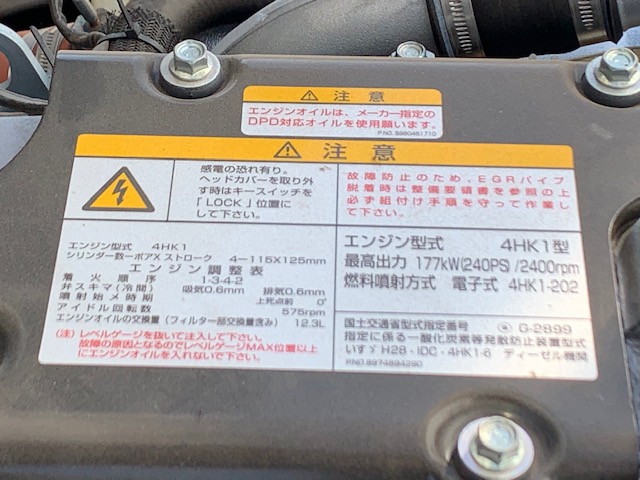 注意
エンジンオイルは、メーカー指定の
DPD対応オイルを使用願います。
P.NO. 8980461710
注意
感電の恐れ有り。
ヘッドカバーを取り外
す時はキースイッチを
「LOCK」位置に
して下さい。
故障防止のため、EGRパイプ
脱着時は整備要領書を参照の上
必ず組付け手順を守って作業し
て下さい。
エンジン型式 4HK1
シリンダー数-ボアXストローク 4-115X125mm
エンジン調整表
着火順序 1-3-4-2
弁スキマ(冷間) 吸気0.6mm 排気0.6mm
噴射始め時期 上死点前 0°
アイドル回転数 575rpm
エンジンオイルの交換量(フィルター部交換量含み) 12.3L
(注)レベルゲージを抜いて注入して下さい。
故障の原因となるのでレベルゲージMAX位置以上
にエンジンオイルを入れないで下さい。
エンジン型式 4HK1型
最高出力 177kW(240PS)/2400rpm
燃料噴射方式 電子式 4HK1-202
国土交通省型式指定番号 G-2899
指定に係る一酸化炭素等発散防止装置型式
いすゞH28・IDC・4HK1-6 ディーゼル機関
P.NO. 8974894290